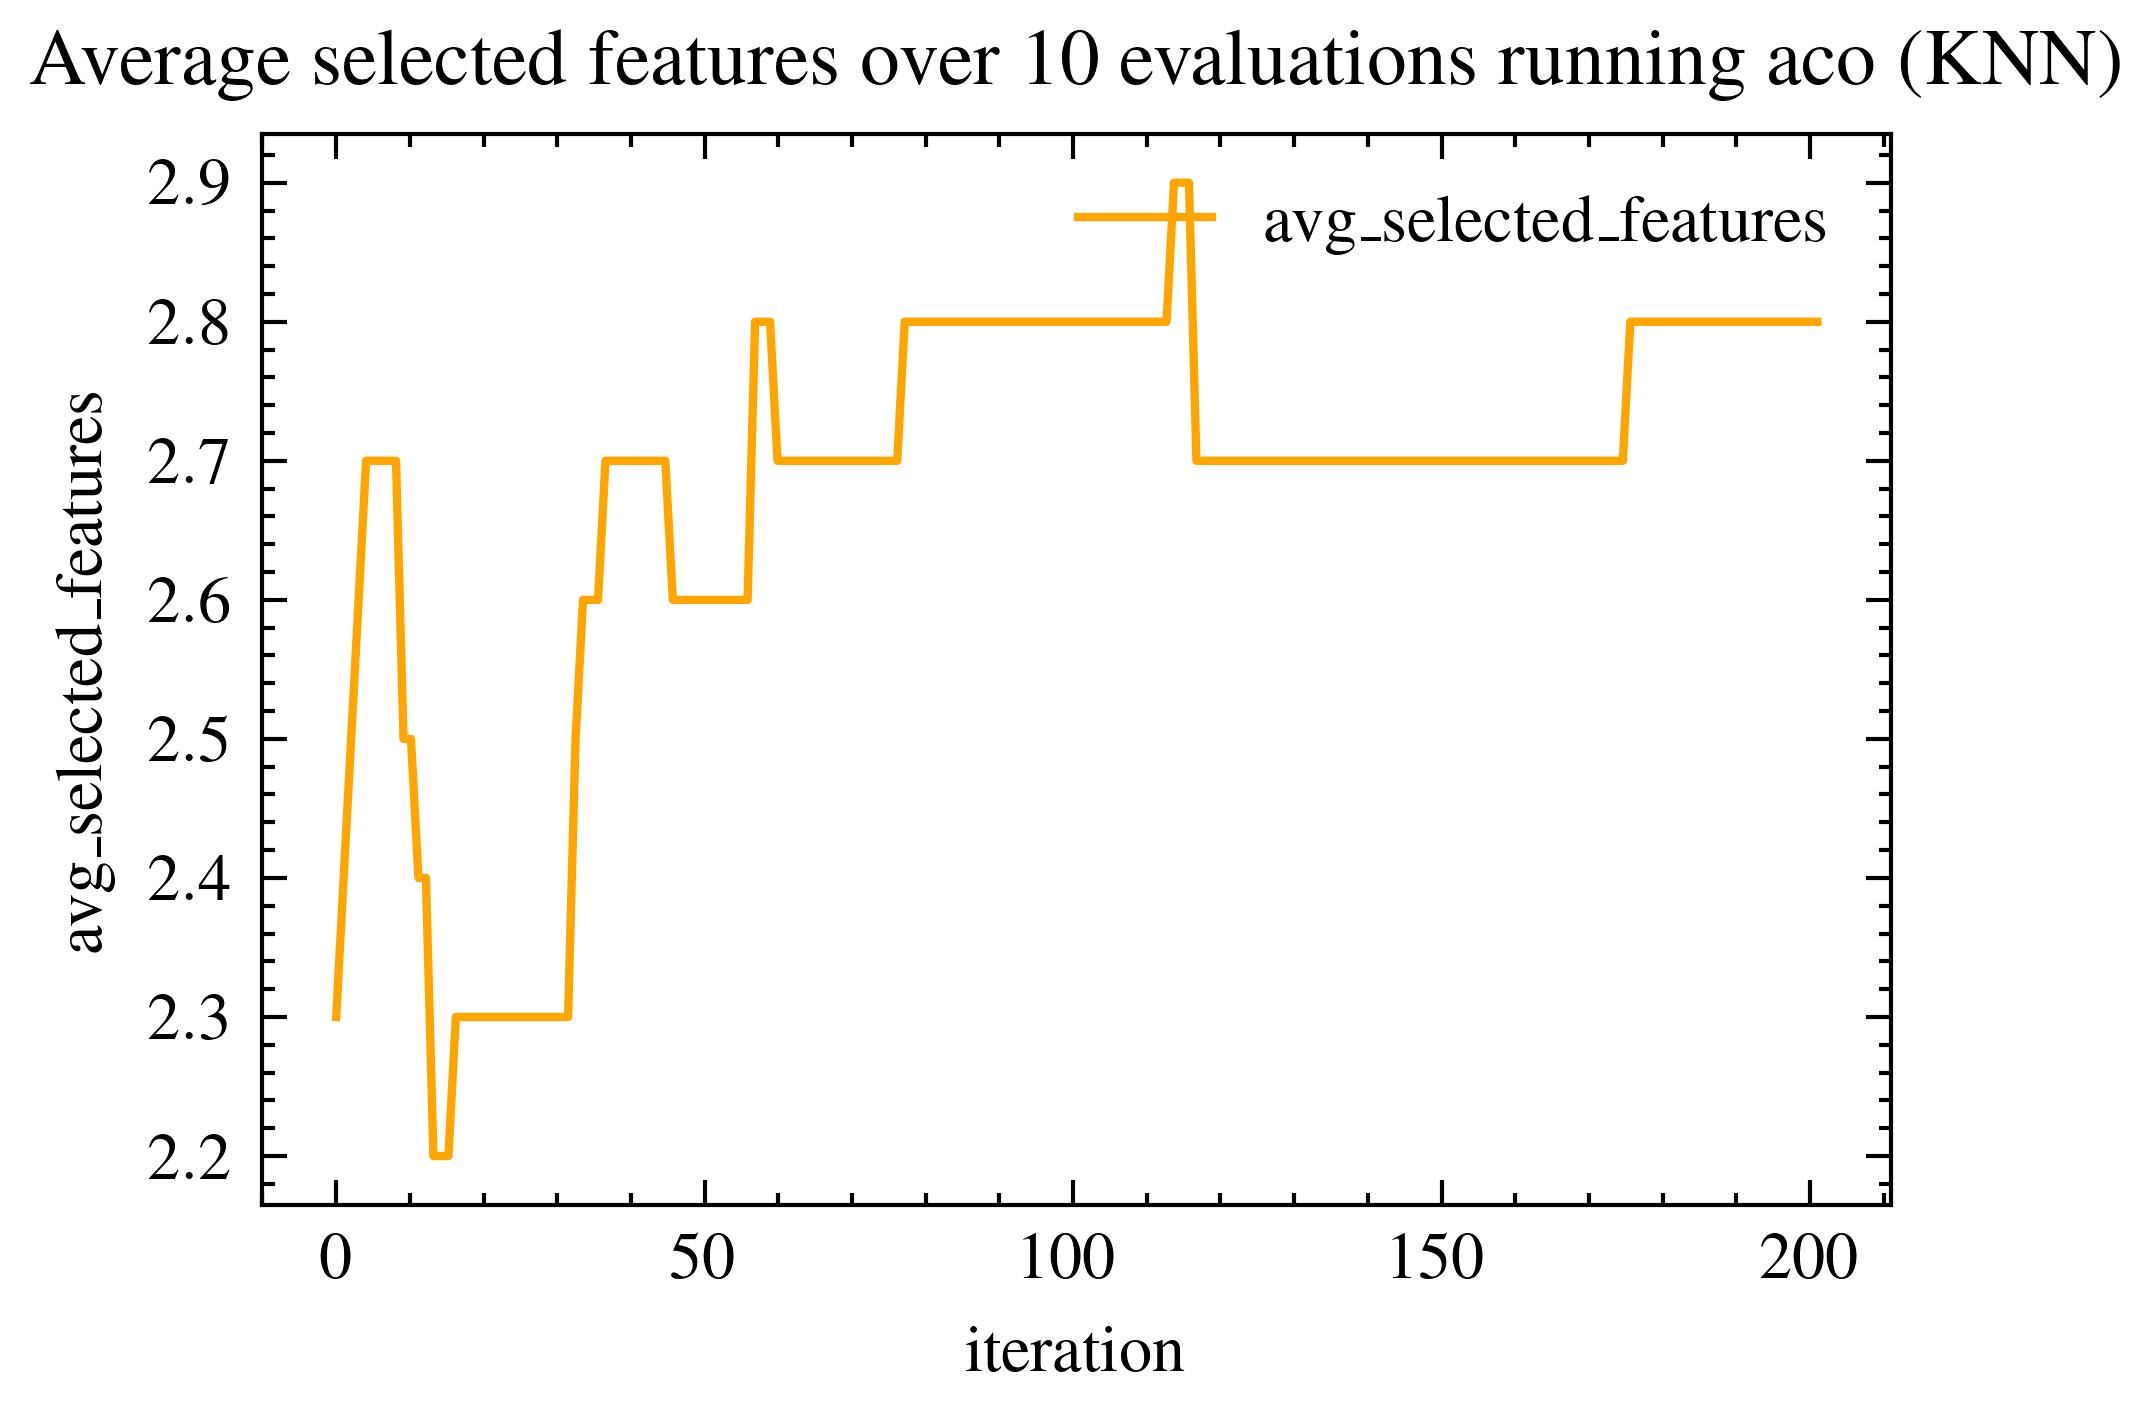 Average selected features over 10 evaluations running aco (KNN)
avg_selected_features
2.9
2.8
2.7
2.6
2.5
2.4
2.3
2.2
avg_selected_features
0 50 100 150 200
iteration